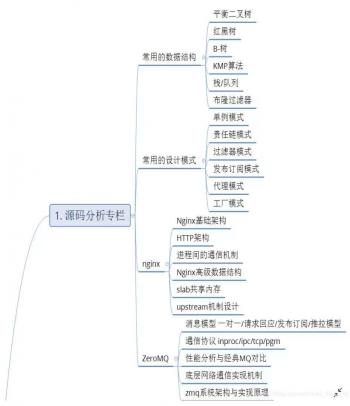 1. 源码分析专栏
常用的数据结构
平衡二叉树
红黑树
B-树
KMP算法
栈/队列
布隆过滤器
常用的设计模式
单例模式
责任链模式
过滤器模式
发布订阅模式
代理模式
工厂模式
nginx
Nginx基础架构
HTTP架构
进程间的通信机制
Nginx高级数据结构
slab共享内存
upstream机制设计
ZeroMQ
消息模型 一对一/请求回应/发布订阅/推拉模型
通信协议 inproc/ipc/tcp/pgm
性能分析与经典MQ对比
底层网络通信实现机制
zmq系统架构与实现原理